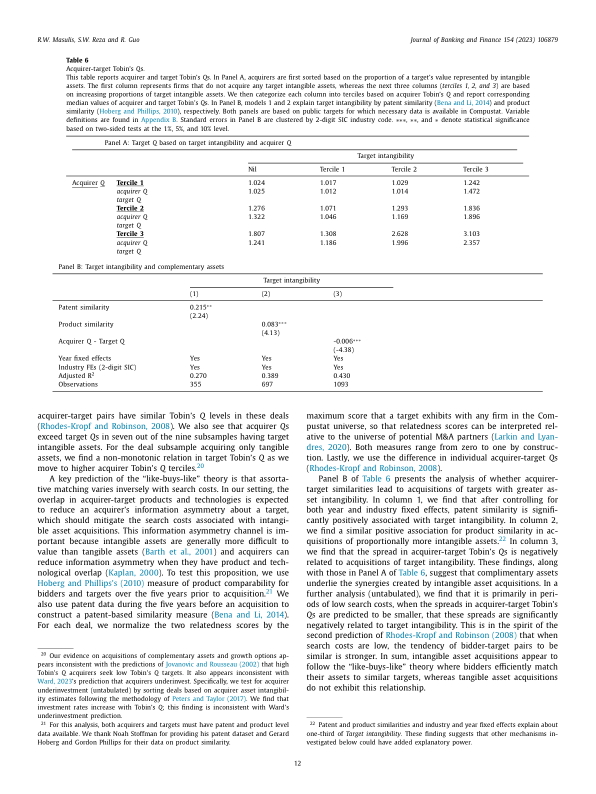 R.W. Masulis, S.W. Reza and R. Guo
Journal of Banking and Finance 154 (2023) 106879
Table 6
Acquirer-target Tobin's Qs.
This table reports acquirer and target Tobin's Qs. In Panel A, acquirers are first sorted based on the proportion of a target's value represented by intangible
assets. The first column represents firms that do not acquire any target intangible assets, whereas the next three columns (terciles 1, 2, and 3) are based
on increasing proportions of target intangible assets. We then categorize each column into terciles based on acquirer Tobin's Q and report corresponding
median values of acquirer and target Tobin's Qs. In Panel B, models 1 and 2 explain target intangibility by patent similarity (Bena and Li, 2014) and product
similarity (Hoberg and Phillips, 2010), respectively. Both panels are based on public targets for which necessary data is available in Compustat. Variable
definitions are found in Appendix B. Standard errors in Panel B are clustered by 2-digit SIC industry code. ∗∗∗, ∗∗, and ∗ denote statistical significance
based on two-sided tests at the 1%, 5%, and 10% level.
Panel A: Target Q based on target intangibility and acquirer Q
Target intangibility
Nil Tercile 1 Tercile 2 Tercile 3
Acquirer Q Tercile 1 1.024 1.017 1.029 1.242
acquirer Q 1.025 1.012 1.014 1.472
target Q
Tercile 2 1.276 1.071 1.293 1.836
acquirer Q 1.322 1.046 1.169 1.896
target Q
Tercile 3 1.807 1.308 2.628 3.103
acquirer Q 1.241 1.186 1.996 2.357
target Q
Panel B: Target intangibility and complementary assets
Target intangibility
(1) (2) (3)
Patent similarity 0.215∗∗
(2.24)
Product similarity 0.083∗∗∗
(4.13)
Acquirer Q - Target Q -0.006∗∗∗
(-4.38)
Year fixed effects Yes Yes Yes
Industry FEs (2-digit SIC) Yes Yes Yes
Adjusted R2 0.270 0.389 0.430
Observations 355 697 1093
acquirer-target pairs have similar Tobin's Q levels in these deals
(Rhodes-Kropf and Robinson, 2008). We also see that acquirer Qs
exceed target Qs in seven out of the nine subsamples having target
intangible assets. For the deal subsample acquiring only tangible
assets, we find a non-monotonic relation in target Tobin's Q as we
move to higher acquirer Tobin's Q terciles.20
A key prediction of the "like-buys-like" theory is that assorta-
tive matching varies inversely with search costs. In our setting, the
overlap in acquirer-target products and technologies is expected
to reduce an acquirer's information asymmetry about a target,
which should mitigate the search costs associated with intangi-
ble asset acquisitions. This information asymmetry channel is im-
portant because intangible assets are generally more difficult to
value than tangible assets (Barth et al., 2001) and acquirers can
reduce information asymmetry when they have product and tech-
nological overlap (Kaplan, 2000). To test this proposition, we use
Hoberg and Phillips's (2010) measure of product comparability for
bidders and targets over the five years prior to acquisition.21 We
also use patent data during the five years before an acquisition to
construct a patent-based similarity measure (Bena and Li, 2014).
For each deal, we normalize the two relatedness scores by the
20 Our evidence on acquisitions of complementary assets and growth options ap-
pears inconsistent with the predictions of Jovanovic and Rousseau (2002) that high
Tobin's Q acquirers seek low Tobin's Q targets. It also appears inconsistent with
Ward, 2021's prediction that acquirers underinvest. Specifically, we test for acquirer
underinvestment (untabulated) by sorting deals based on acquirer asset intangibil-
ity estimates following the methodology of Peters and Taylor (2017). We find that
investment rates increase with Tobin's Q; this finding is inconsistent with Ward's
underinvestment prediction.
21 For this analysis, both acquirers and targets must have patent and product level
data available. We thank Noah Stoffman for providing his patent dataset and Gerard
Hoberg and Gordon Phillips for their data on product similarity.
maximum score that a target exhibits with any firm in the Com-
pustat universe, so that relatedness scores can be interpreted rel-
ative to the universe of potential M&A partners (Larkin and Lyan-
dres, 2020). Both measures range from zero to one by construc-
tion. Lastly, we use the difference in individual acquirer-target Qs
(Rhodes-Kropf and Robinson, 2008).
Panel B of Table 6 presents the analysis of whether acquirer-
target similarities lead to acquisitions of targets with greater as-
set intangibility. In column 1, we find that after controlling for
both year and industry fixed effects, patent similarity is signifi-
cantly positively associated with target intangibility. In column 2,
we find a similar positive association for product similarity in ac-
quisitions of proportionally more intangible assets.22 In column 3,
we find that the spread in acquirer-target Tobin's Qs is negatively
related to acquisitions of target intangibility. These findings, along
with those in Panel A of Table 6, suggest that complimentary assets
underlie the synergies created by intangible asset acquisitions. In a
further analysis (untabulated), we find that it is primarily in peri-
ods of low search costs, when the spreads in acquirer-target Tobin's
Qs are predicted to be smaller, that these spreads are significantly
negatively related to target intangibility. This is in the spirit of the
second prediction of Rhodes-Kropf and Robinson (2008) that when
search costs are low, the tendency of bidder-target pairs to be
similar is stronger. In sum, intangible asset acquisitions appear to
follow the "like-buys-like" theory where bidders efficiently match
their assets to similar targets, whereas tangible asset acquisitions
do not exhibit this relationship.
22 Patent and product similarities and industry and year fixed effects explain about
one-third of Target intangibility. These finding suggests that other mechanisms in-
vestigated below could have added explanatory power.
12